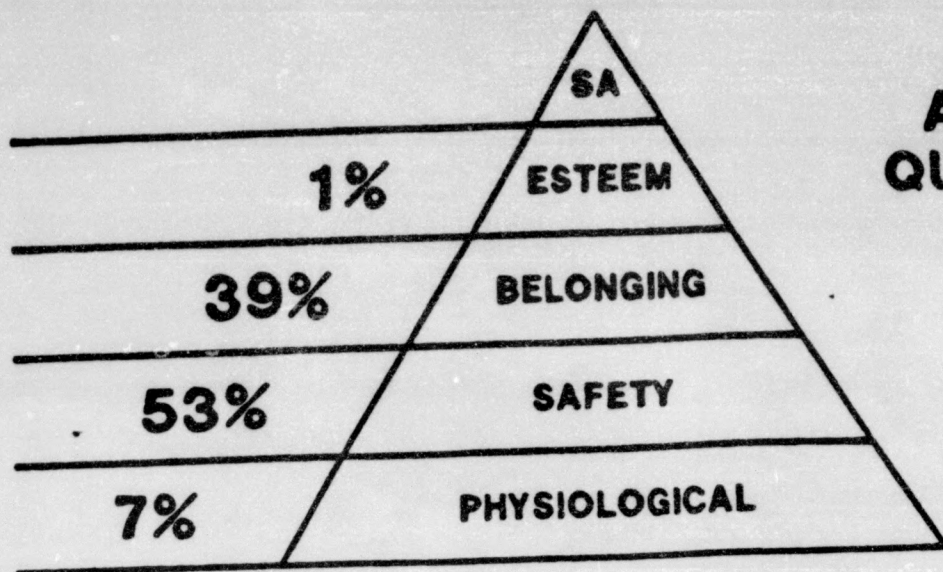 SA
1% ESTEEM
39% BELONGING
53% SAFETY
7% PHYSIOLOGICAL